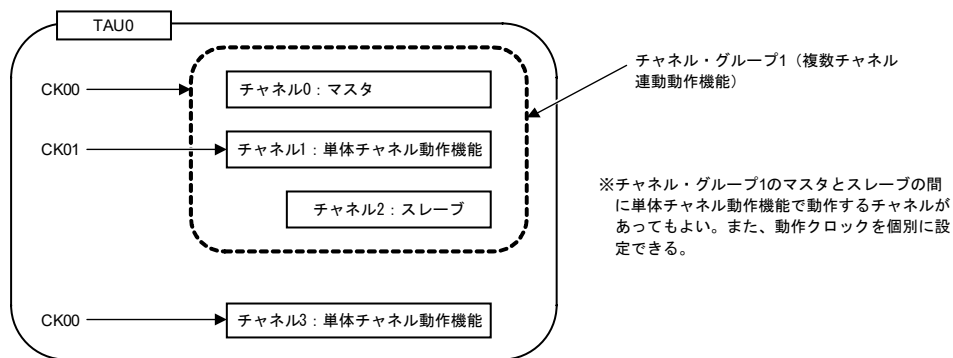 TAU0
CK00
チャネル0：マスタ
チャネル・グループ1（複数チャネル
連動動作機能）
CK01
チャネル1：単体チャネル動作機能
チャネル2：スレーブ
※チャネル・グループ1のマスタとスレーブの間
に単体チャネル動作機能で動作するチャネルが
あってもよい。また、動作クロックを個別に設
定できる。
CK00
チャネル3：単体チャネル動作機能